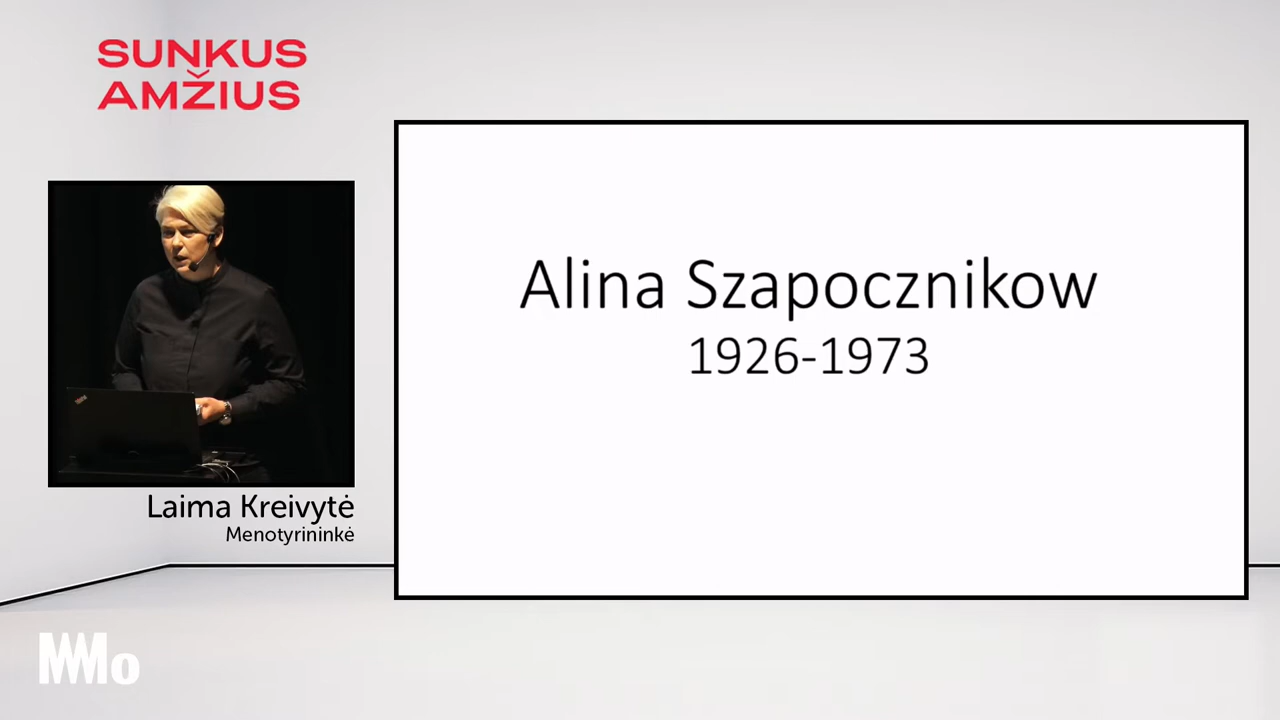 SUNKUS
AMŽIUS
Alina Szapocznikow
1926-1973
Laima Kreivytė
Menotyrininkė
MMo